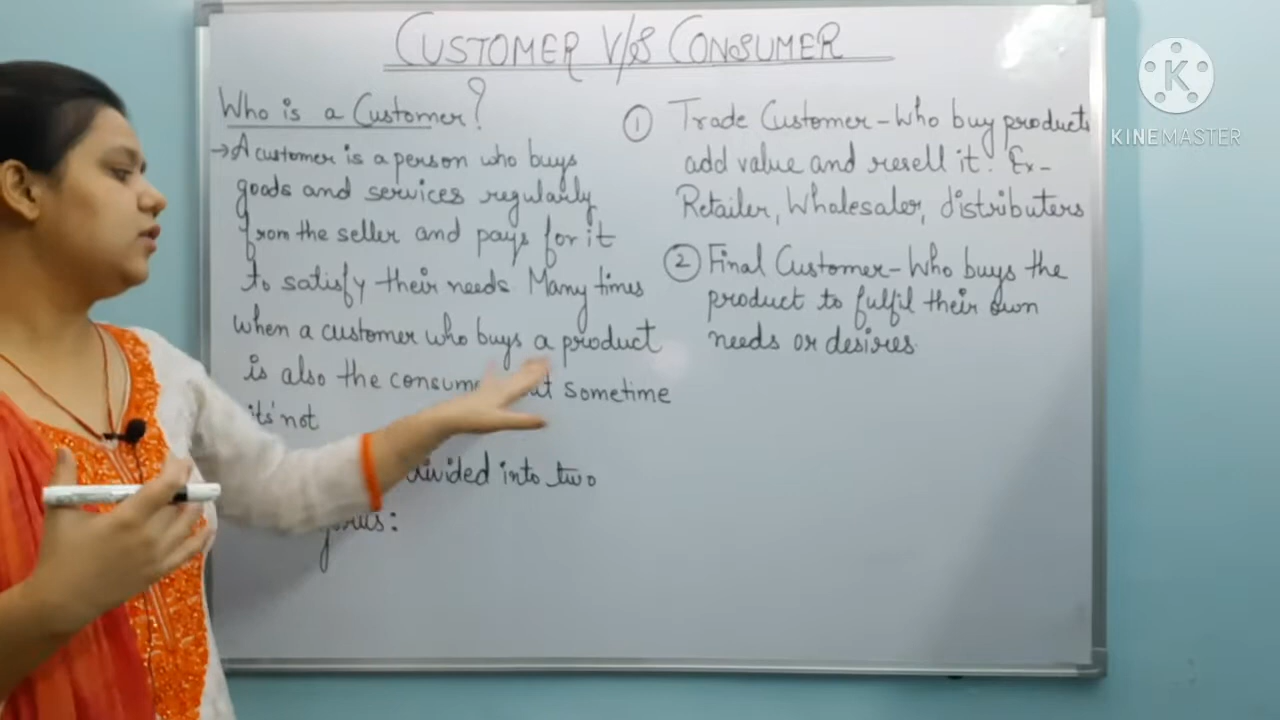 CUSTOMER V/S CONSUMER
Who is a Customer?
→ A customer is a person who buys
goods and services regularly
from the seller and pays for it
to satisfy their needs Many times
when a customer who buys a product
is also the consume but sometime
its' not
divided into two
① Trade Customer - Who buy products
add value and resell it. Ex-
Retailer, Wholesaler, distributers
② Final Customer - Who buys the
product to fulfil their own
needs or desires.
K
KINEMASTER